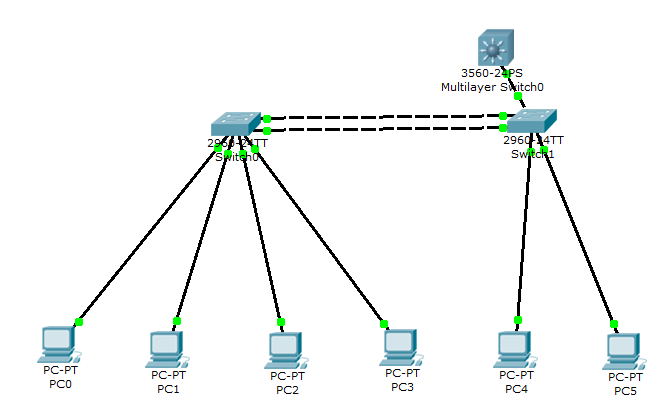 3560-24PS
Multilayer Switch0
2960-24TT
Switch0
2960-24TT
Switch1
PC-PT
PC0
PC-PT
PC1
PC-PT
PC2
PC-PT
PC3
PC-PT
PC4
PC-PT
PC5